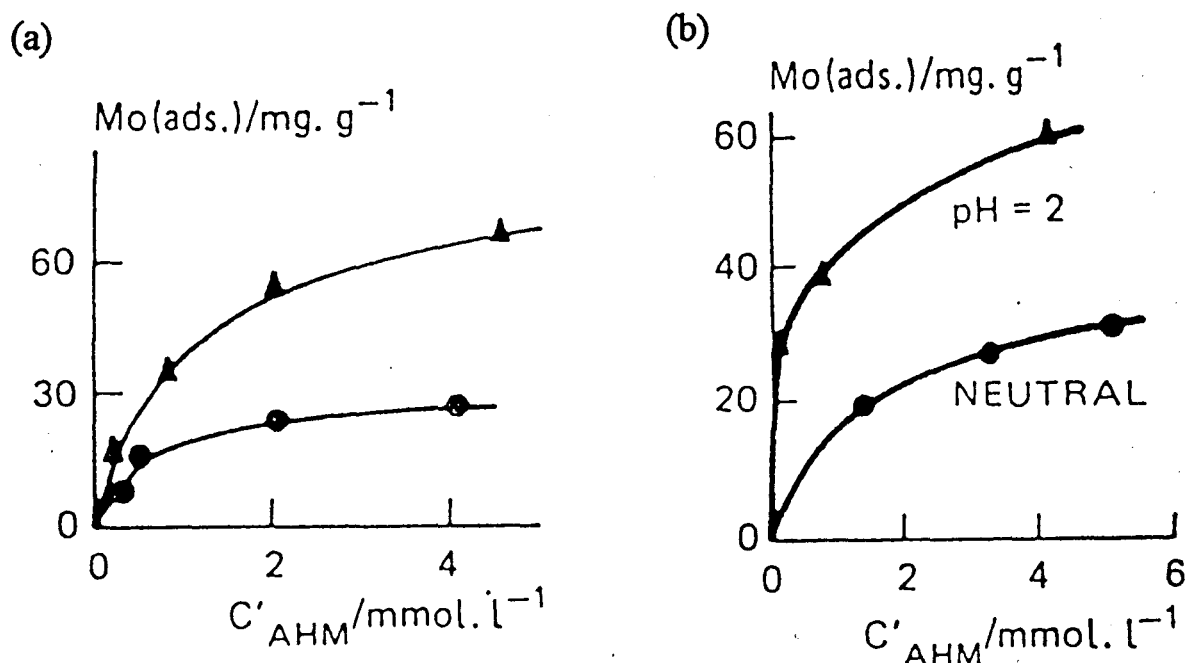 (a)
Mo(ads.)/mg. g⁻¹
60
30
0
0 2 4
C′AHM/mmol. l⁻¹
(b)
Mo(ads.)/mg. g⁻¹
60
40
20
0
pH = 2
NEUTRAL
0 2 4 6
C′AHM/mmol. l⁻¹